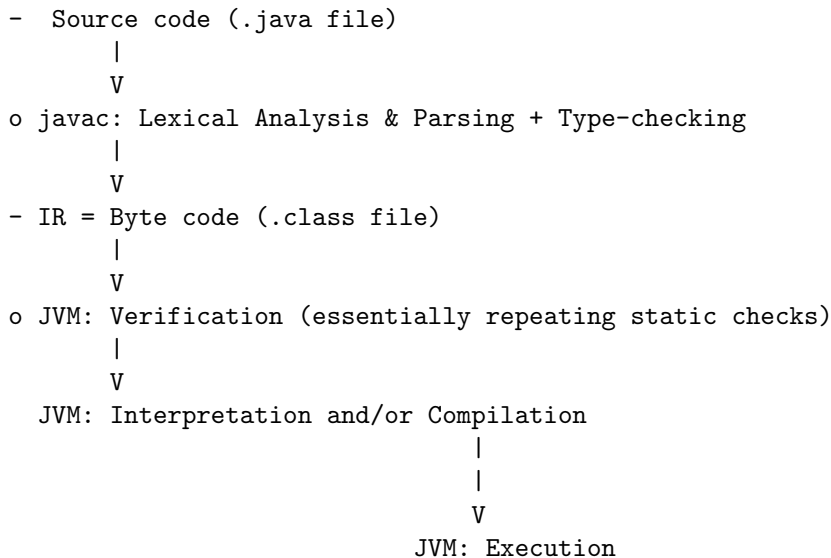 -  Source code (.java file)
|
V
o javac: Lexical Analysis & Parsing + Type-checking
|
V
- IR = Byte code (.class file)
|
V
o JVM: Verification (essentially repeating static checks)
|
V
JVM: Interpretation and/or Compilation
|
|
V
JVM: Execution